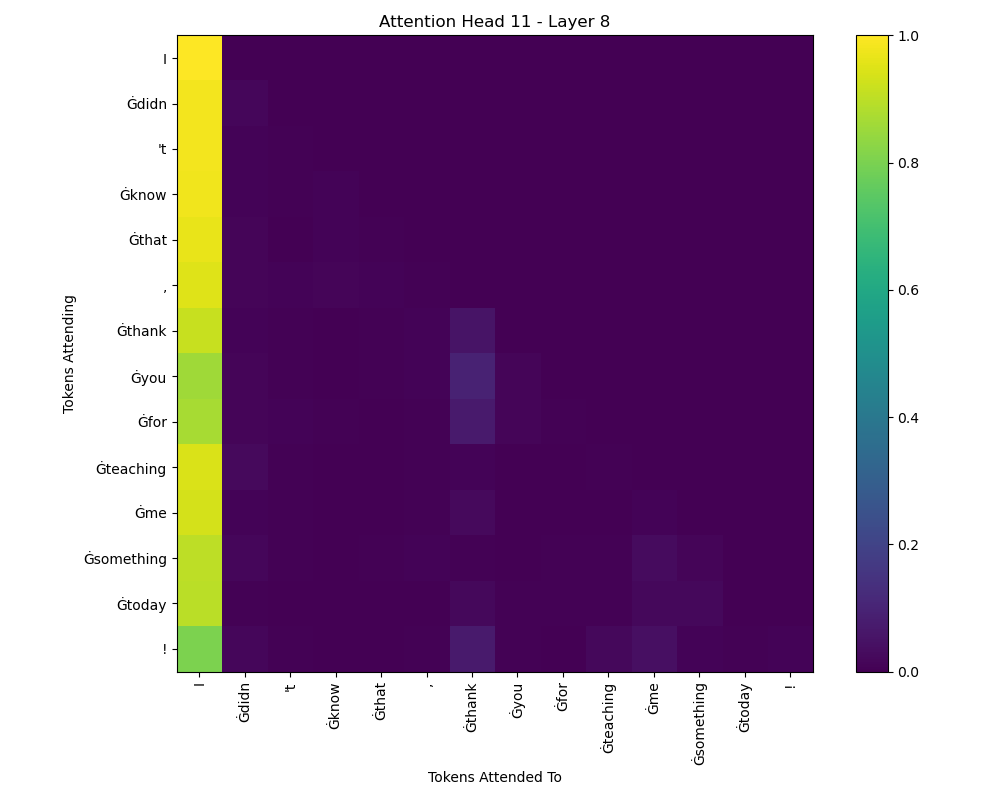 Attention Head 11 - Layer 8
Tokens Attending
I
Ġdidn
't
Ġknow
Ġthat
,
Ġthank
Ġyou
Ġfor
Ġteaching
Ġme
Ġsomething
Ġtoday
!
I
Ġdidn
't
Ġknow
Ġthat
,
Ġthank
Ġyou
Ġfor
Ġteaching
Ġme
Ġsomething
Ġtoday
!
Tokens Attended To
1.0
0.8
0.6
0.4
0.2
0.0